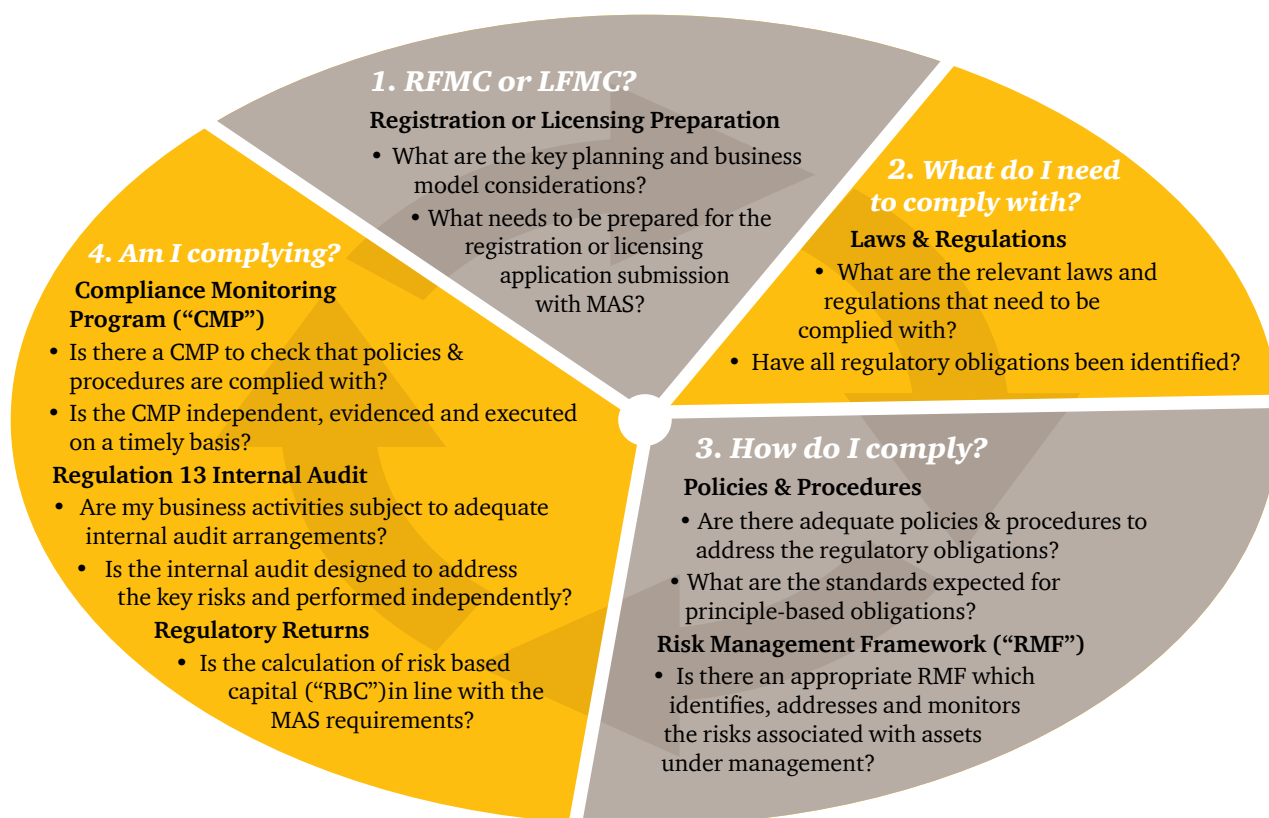 1. RFMC or LFMC?
Registration or Licensing Preparation
• What are the key planning and business
model considerations?
• What needs to be prepared for the
registration or licensing
application submission
with MAS?
2. What do I need
to comply with?
Laws & Regulations
• What are the relevant laws and
regulations that need to be
complied with?
• Have all regulatory obligations been identified?
3. How do I comply?
Policies & Procedures
• Are there adequate policies & procedures to
address the regulatory obligations?
• What are the standards expected for
principle-based obligations?
Risk Management Framework (“RMF”)
• Is there an appropriate RMF which
identifies, addresses and monitors
the risks associated with assets
under management?
4. Am I complying?
Compliance Monitoring
Program (“CMP”)
• Is there a CMP to check that policies &
procedures are complied with?
• Is the CMP independent, evidenced and executed
on a timely basis?
Regulation 13 Internal Audit
• Are my business activities subject to adequate
internal audit arrangements?
• Is the internal audit designed to address
the key risks and performed independently?
Regulatory Returns
• Is the calculation of risk based
capital (“RBC”)in line with the
MAS requirements?